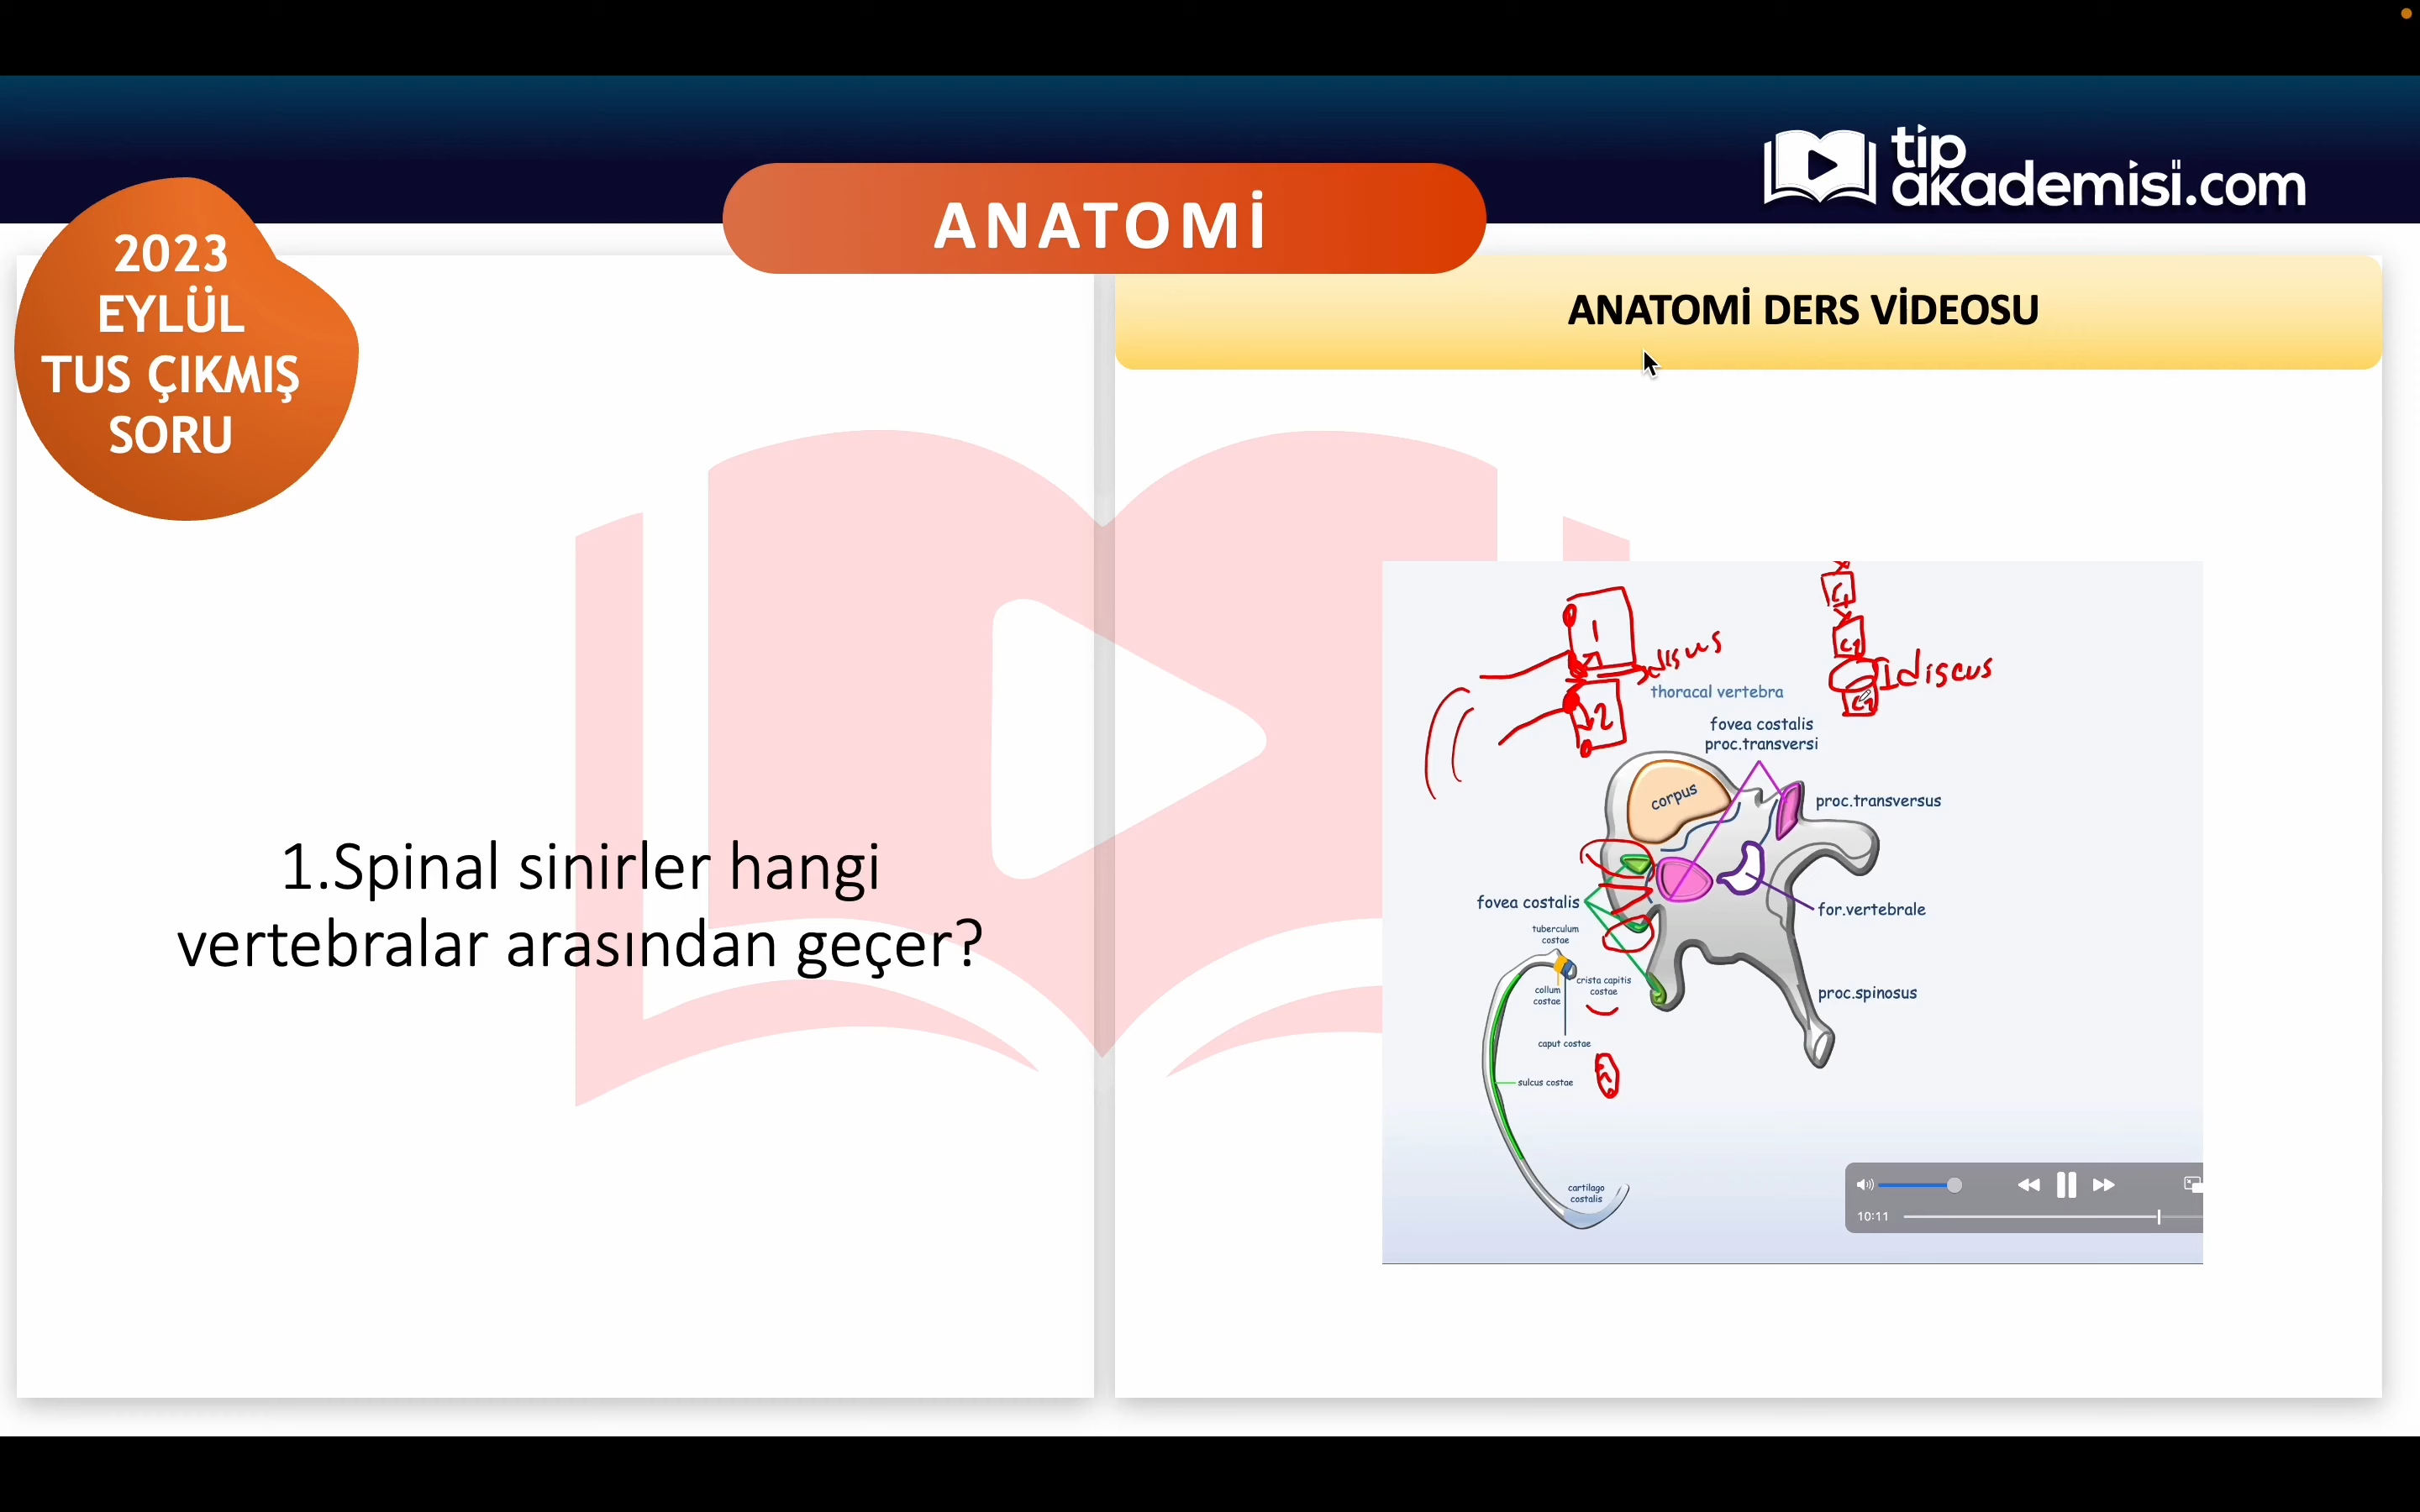 tıp
akademisi.com
ANATOMİ
2023
EYLÜL
TUS ÇIKMIŞ
SORU
ANATOMİ DERS VİDEOSU
1.Spinal sinirler hangi
vertebralar arasından geçer?
1
2
discus
thoracal vertebra
fovea costalis
proc.transversi
corpus
proc.transversus
fovea costalis
for.vertebrale
tuberculum
costae
crista capitis
costae
collum
costae
proc.spinosus
caput costae
sulcus costae
cartilago
costalis
10:11